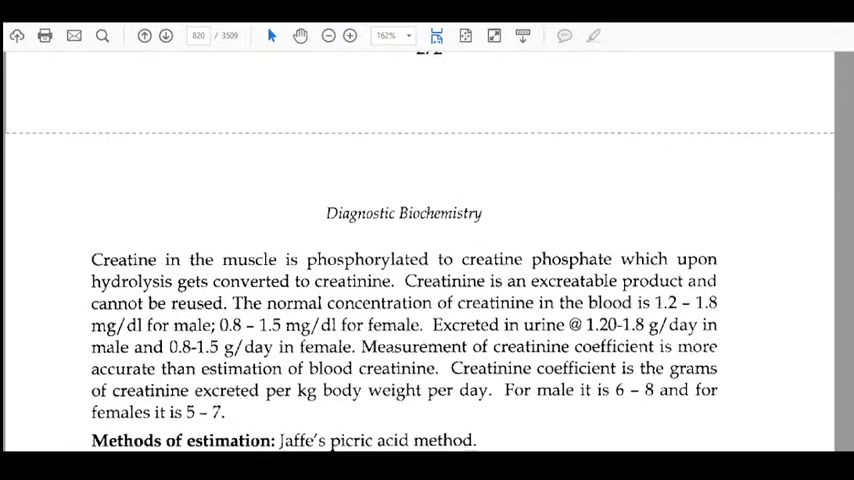 820 / 3509
162%
Diagnostic Biochemistry
Creatine in the muscle is phosphorylated to creatine phosphate which upon
hydrolysis gets converted to creatinine. Creatinine is an excreatable product and
cannot be reused. The normal concentration of creatinine in the blood is 1.2 – 1.8
mg/dl for male; 0.8 – 1.5 mg/dl for female. Excreted in urine @ 1.20-1.8 g/day in
male and 0.8-1.5 g/day in female. Measurement of creatinine coefficient is more
accurate than estimation of blood creatinine. Creatinine coefficient is the grams
of creatinine excreted per kg body weight per day. For male it is 6 – 8 and for
females it is 5 – 7.
Methods of estimation: Jaffe's picric acid method.